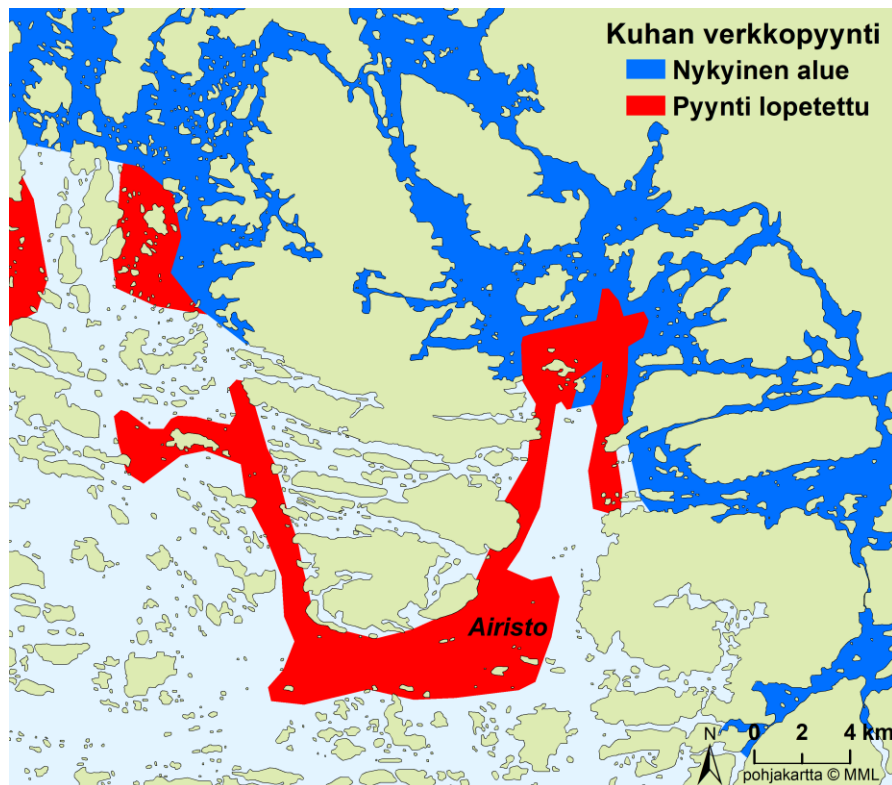 Kuhan verkkopyynti
Nykyinen alue
Pyynti lopetettu
Airisto
N
0 2 4 km
pohjakartta © MML